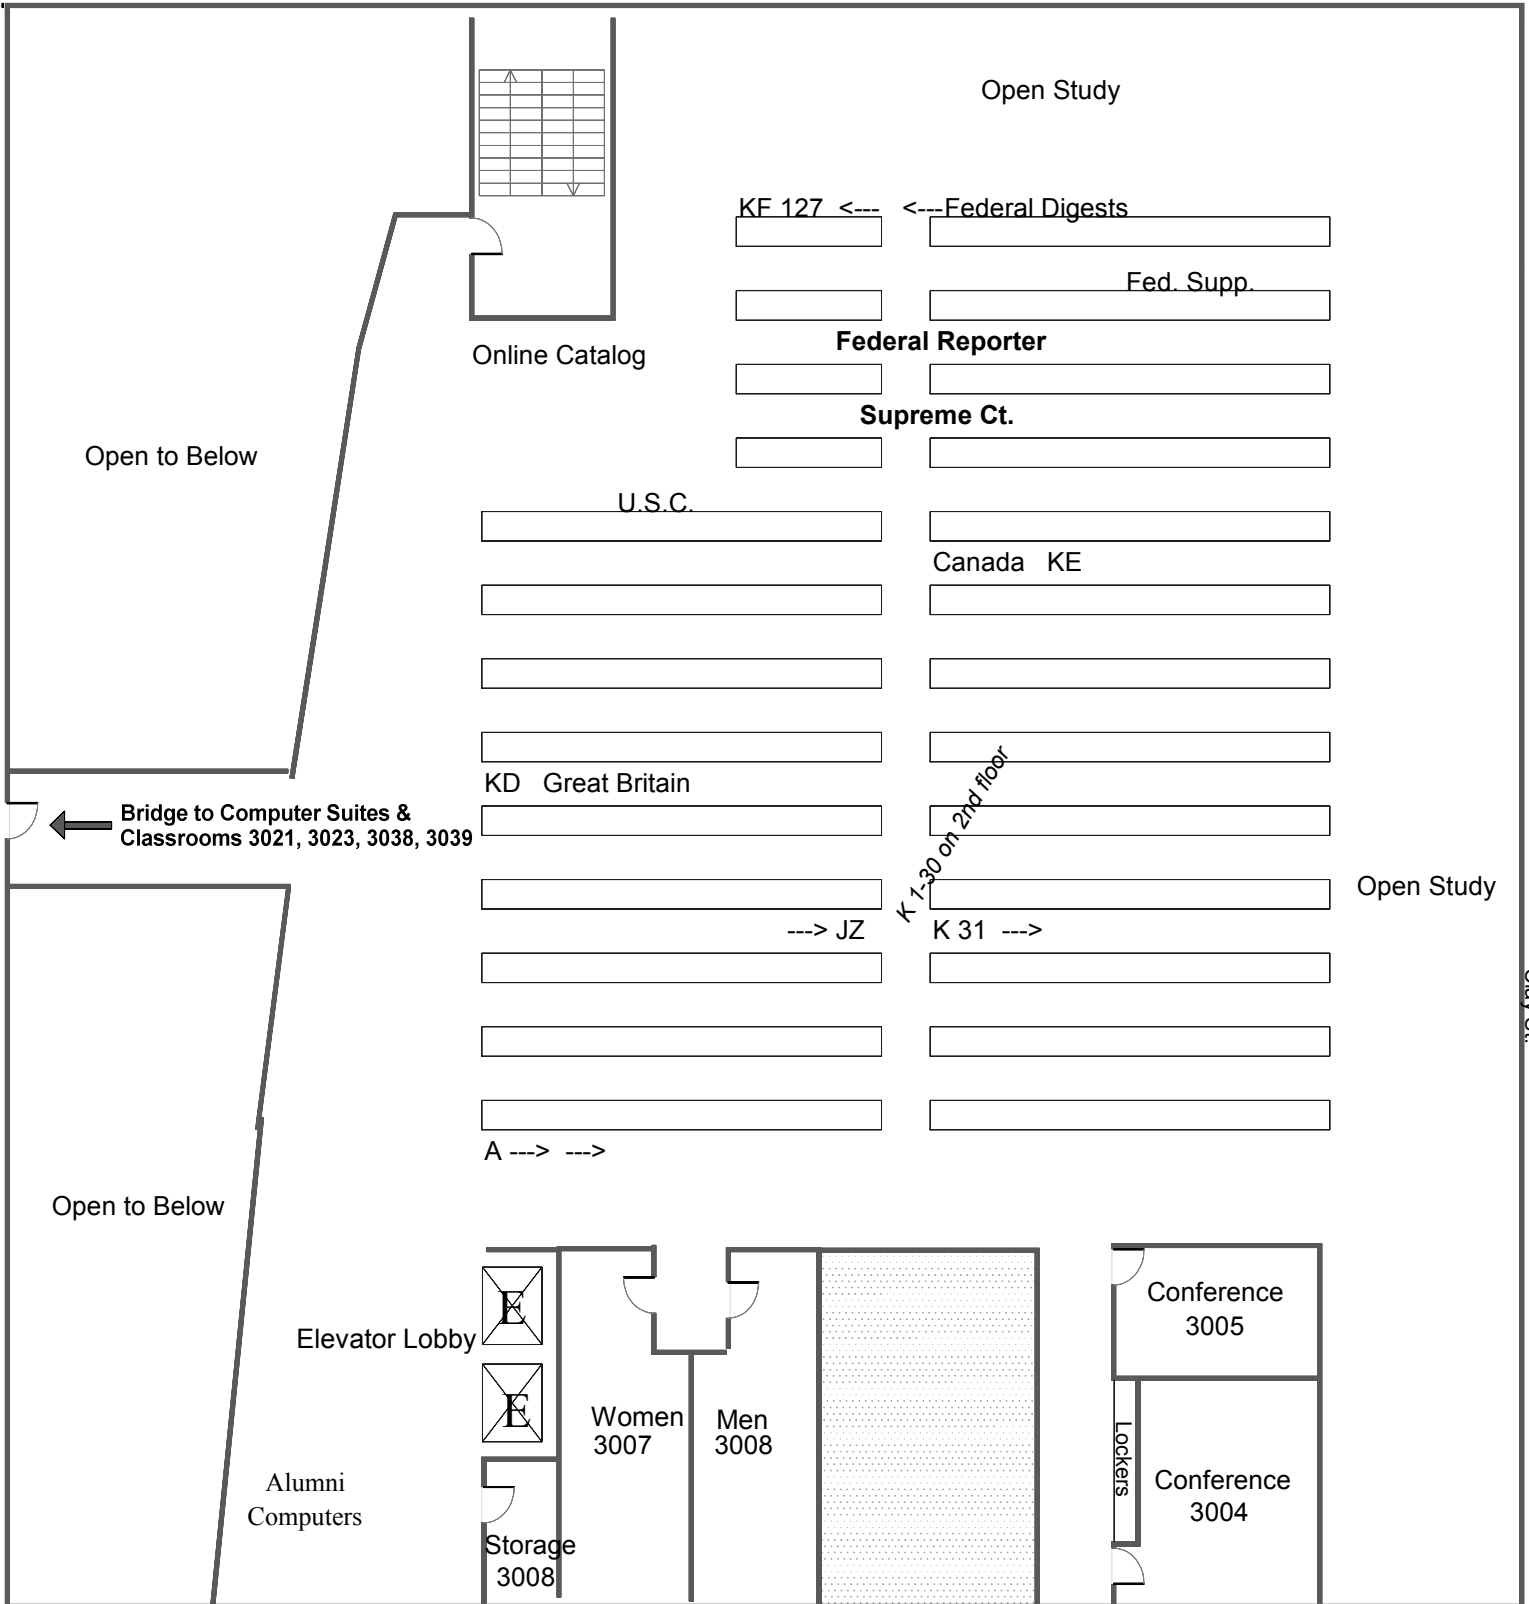 Open Study
KF 127 <--- <---Federal Digests
Fed. Supp.
Federal Reporter
Online Catalog
Supreme Ct.
Open to Below
U.S.C.
Canada KE
KD Great Britain
Bridge to Computer Suites &
Classrooms 3021, 3023, 3038, 3039
K 1-30 on 2nd floor
Open Study
---> JZ
K 31 --->
A ---> --->
Open to Below
E
Elevator Lobby
E
Conference
3005
Women
3007
Men
3008
Lockers
Conference
3004
Alumni
Computers
Storage
3008